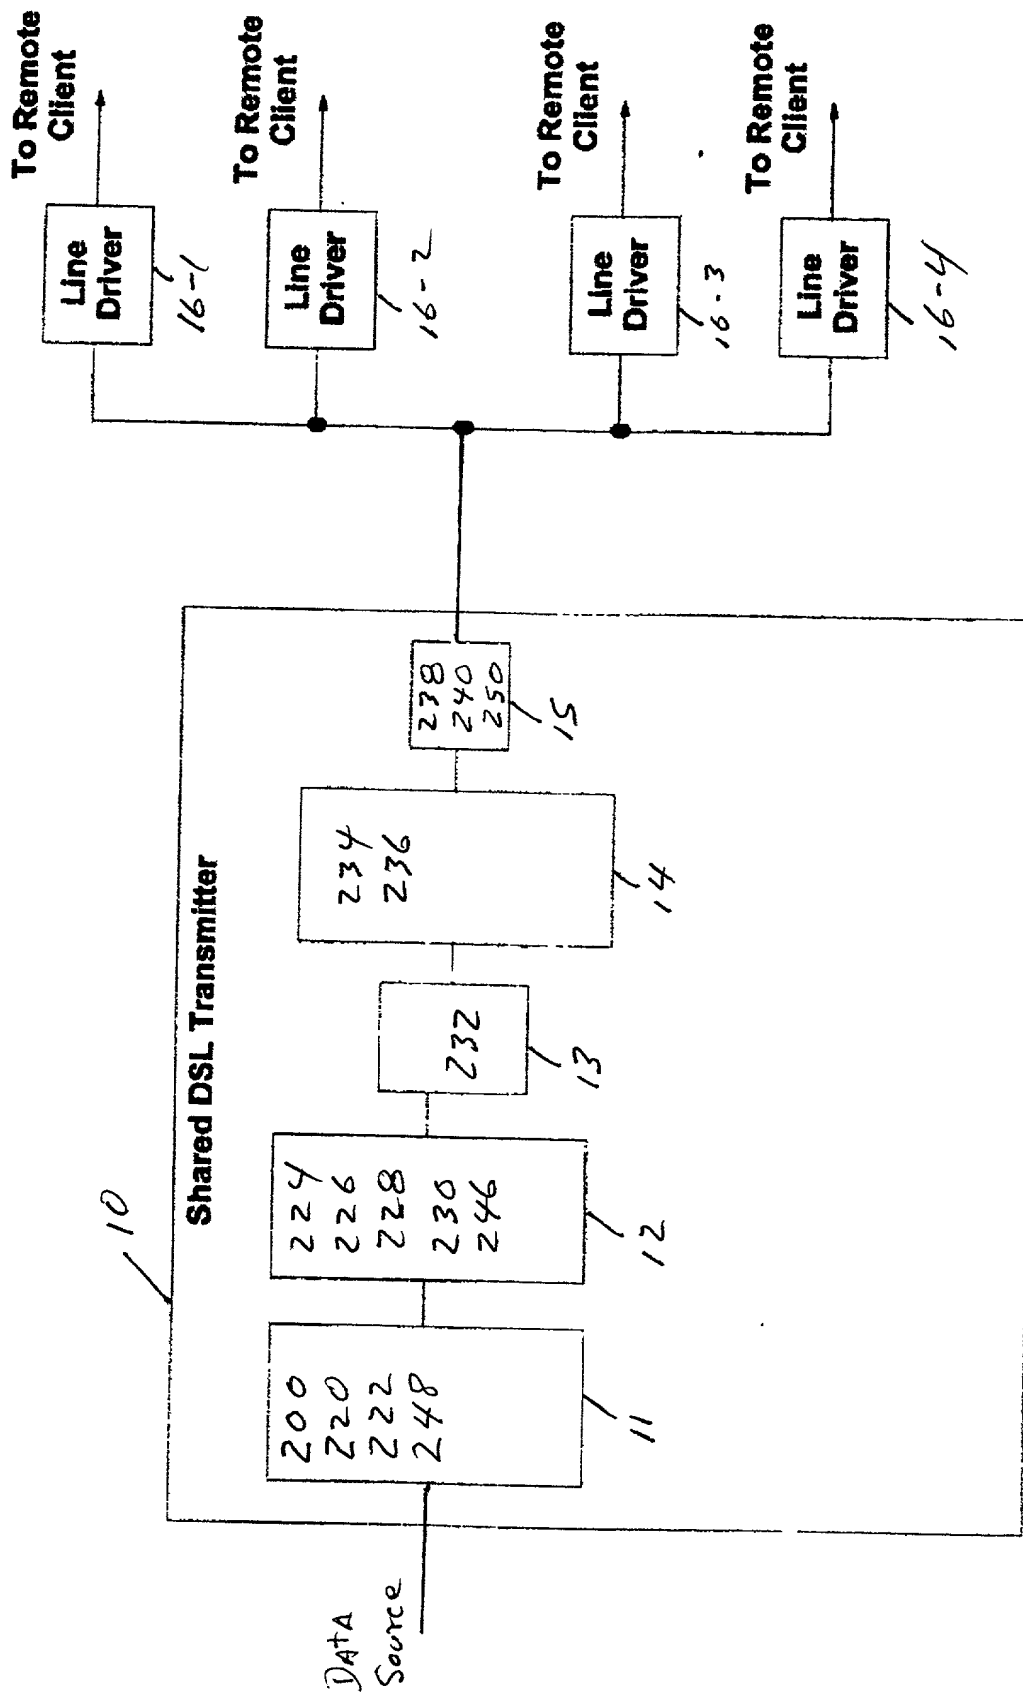 10
Shared DSL Transmitter
DATA
Source
200
220
222
248
11
224
226
228
230
246
12
232
13
234
236
14
238
240
250
15
To Remote
Client
Line
Driver
16-1
To Remote
Client
Line
Driver
16-2
To Remote
Client
Line
Driver
16-3
To Remote
Client
Line
Driver
16-4